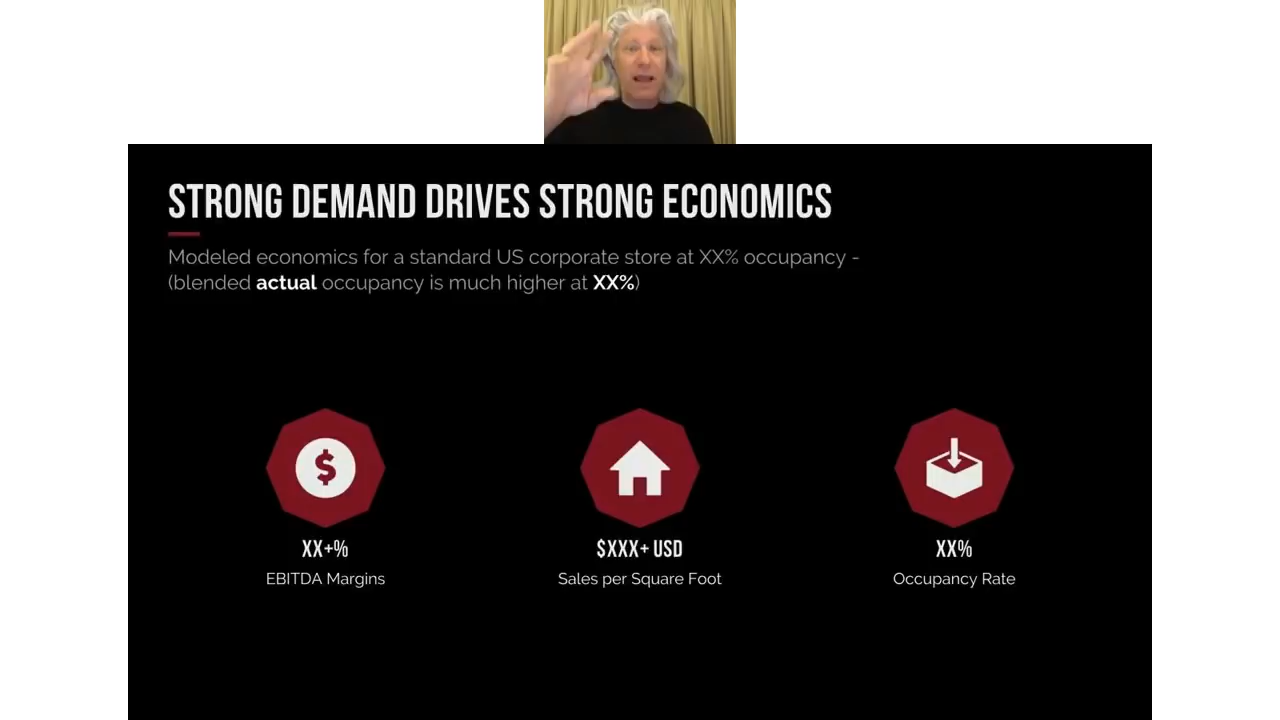 STRONG DEMAND DRIVES STRONG ECONOMICS
Modeled economics for a standard US corporate store at XX% occupancy -
(blended actual occupancy is much higher at XX%)
$
XX+%
EBITDA Margins
$XXX+ USD
Sales per Square Foot
XX%
Occupancy Rate